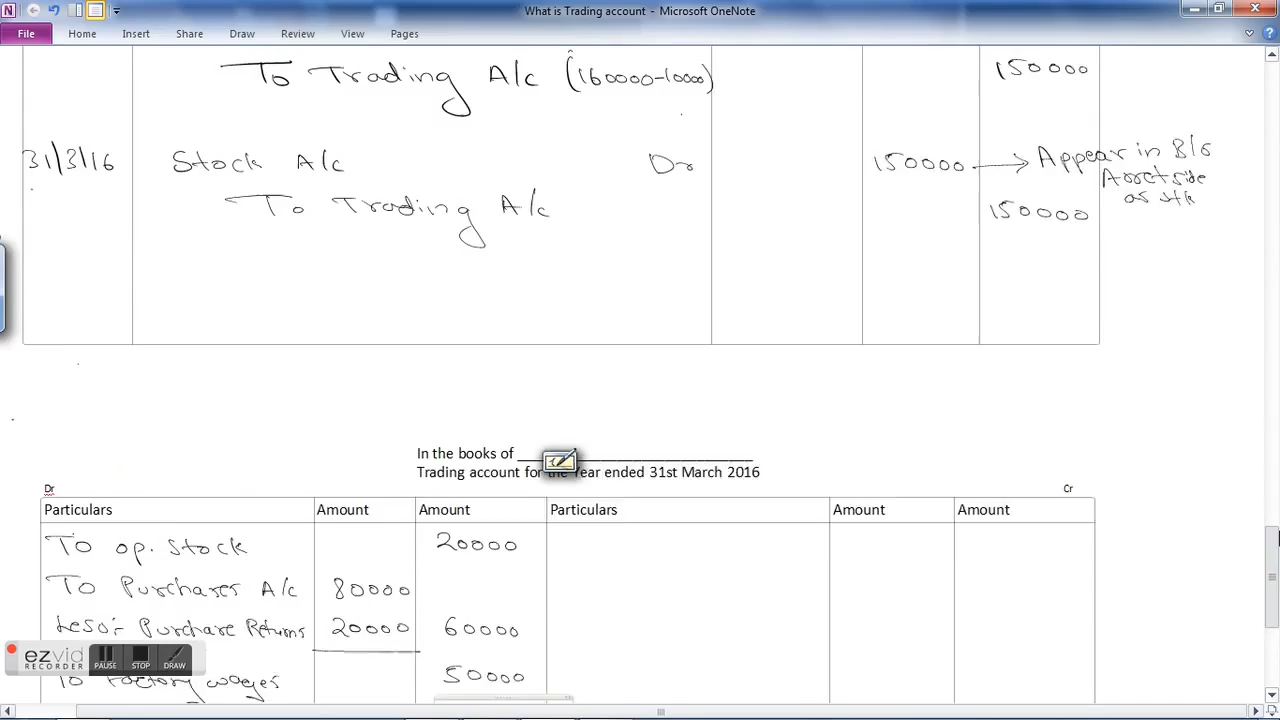 What is Trading account - Microsoft OneNote
File Home Insert Share Draw Review View Pages
To Trading A/c (160000-10000) 150000
31/3/16 Stock A/c Dr 150000 → Appear in B/s
Asset side
as stk
To Trading A/c 150000
In the books of ____________________
Trading account for the Year ended 31st March 2016
Dr Cr
Particulars Amount Amount Particulars Amount Amount
To op. Stock 20000
To Purchases A/c 80000
Less:- Purchase Returns 20000 60000
To Factory wages 50000
ezvid
RECORDER
PAUSE STOP DRAW